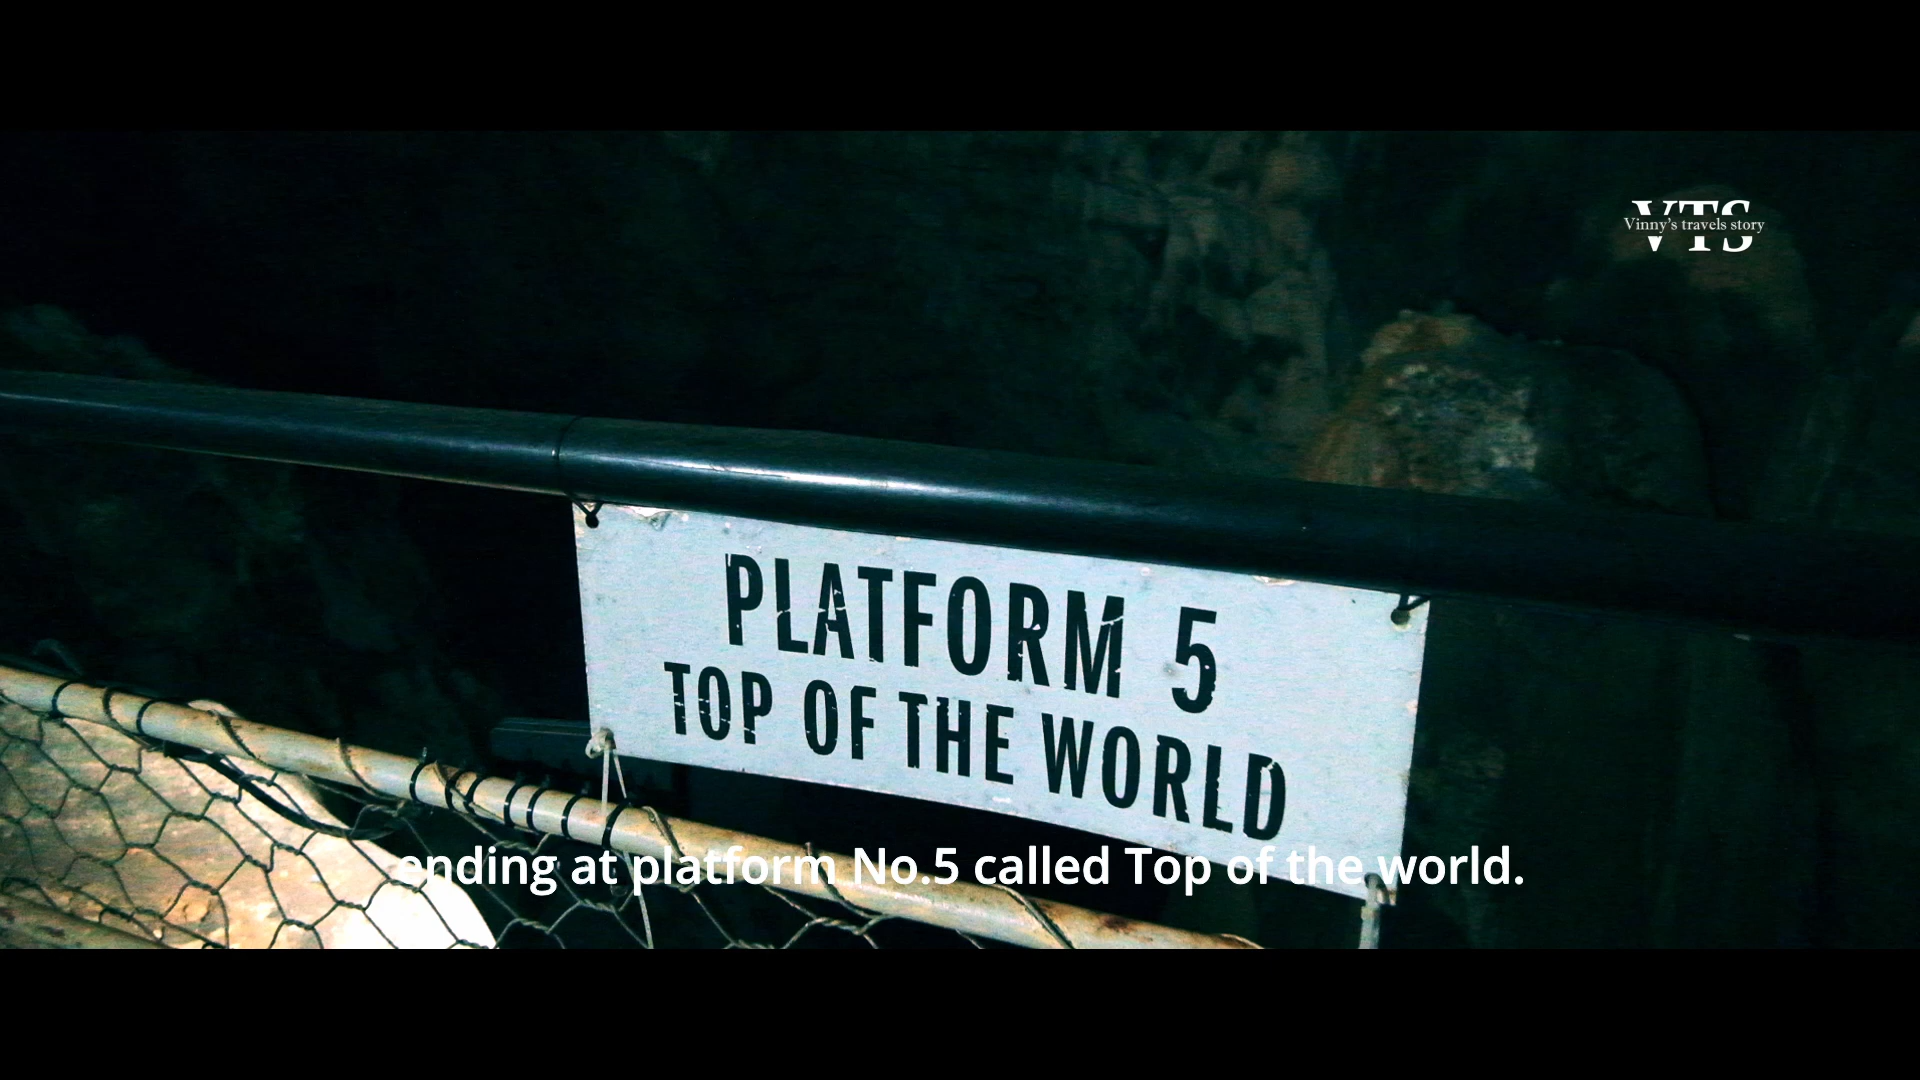 VTS
Vinny's travels story
PLATFORM 5
TOP OF THE WORLD
ending at platform No.5 called Top of the world.